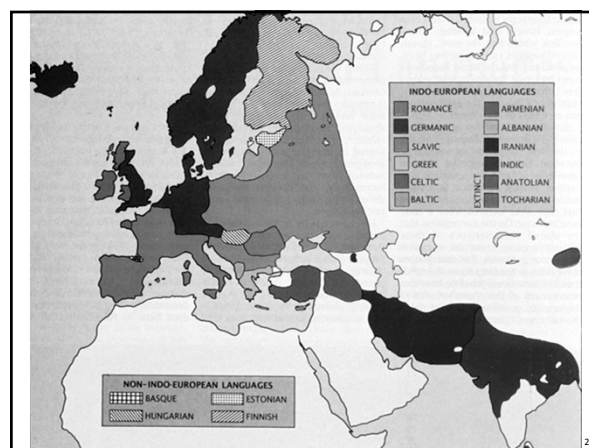 INDO-EUROPEAN LANGUAGES
ROMANCE
GERMANIC
SLAVIC
GREEK
CELTIC
BALTIC
ARMENIAN
ALBANIAN
IRANIAN
INDIC
EXTINCT
ANATOLIAN
TOCHARIAN
NON-INDO-EUROPEAN LANGUAGES
BASQUE
HUNGARIAN
ESTONIAN
FINNISH
2